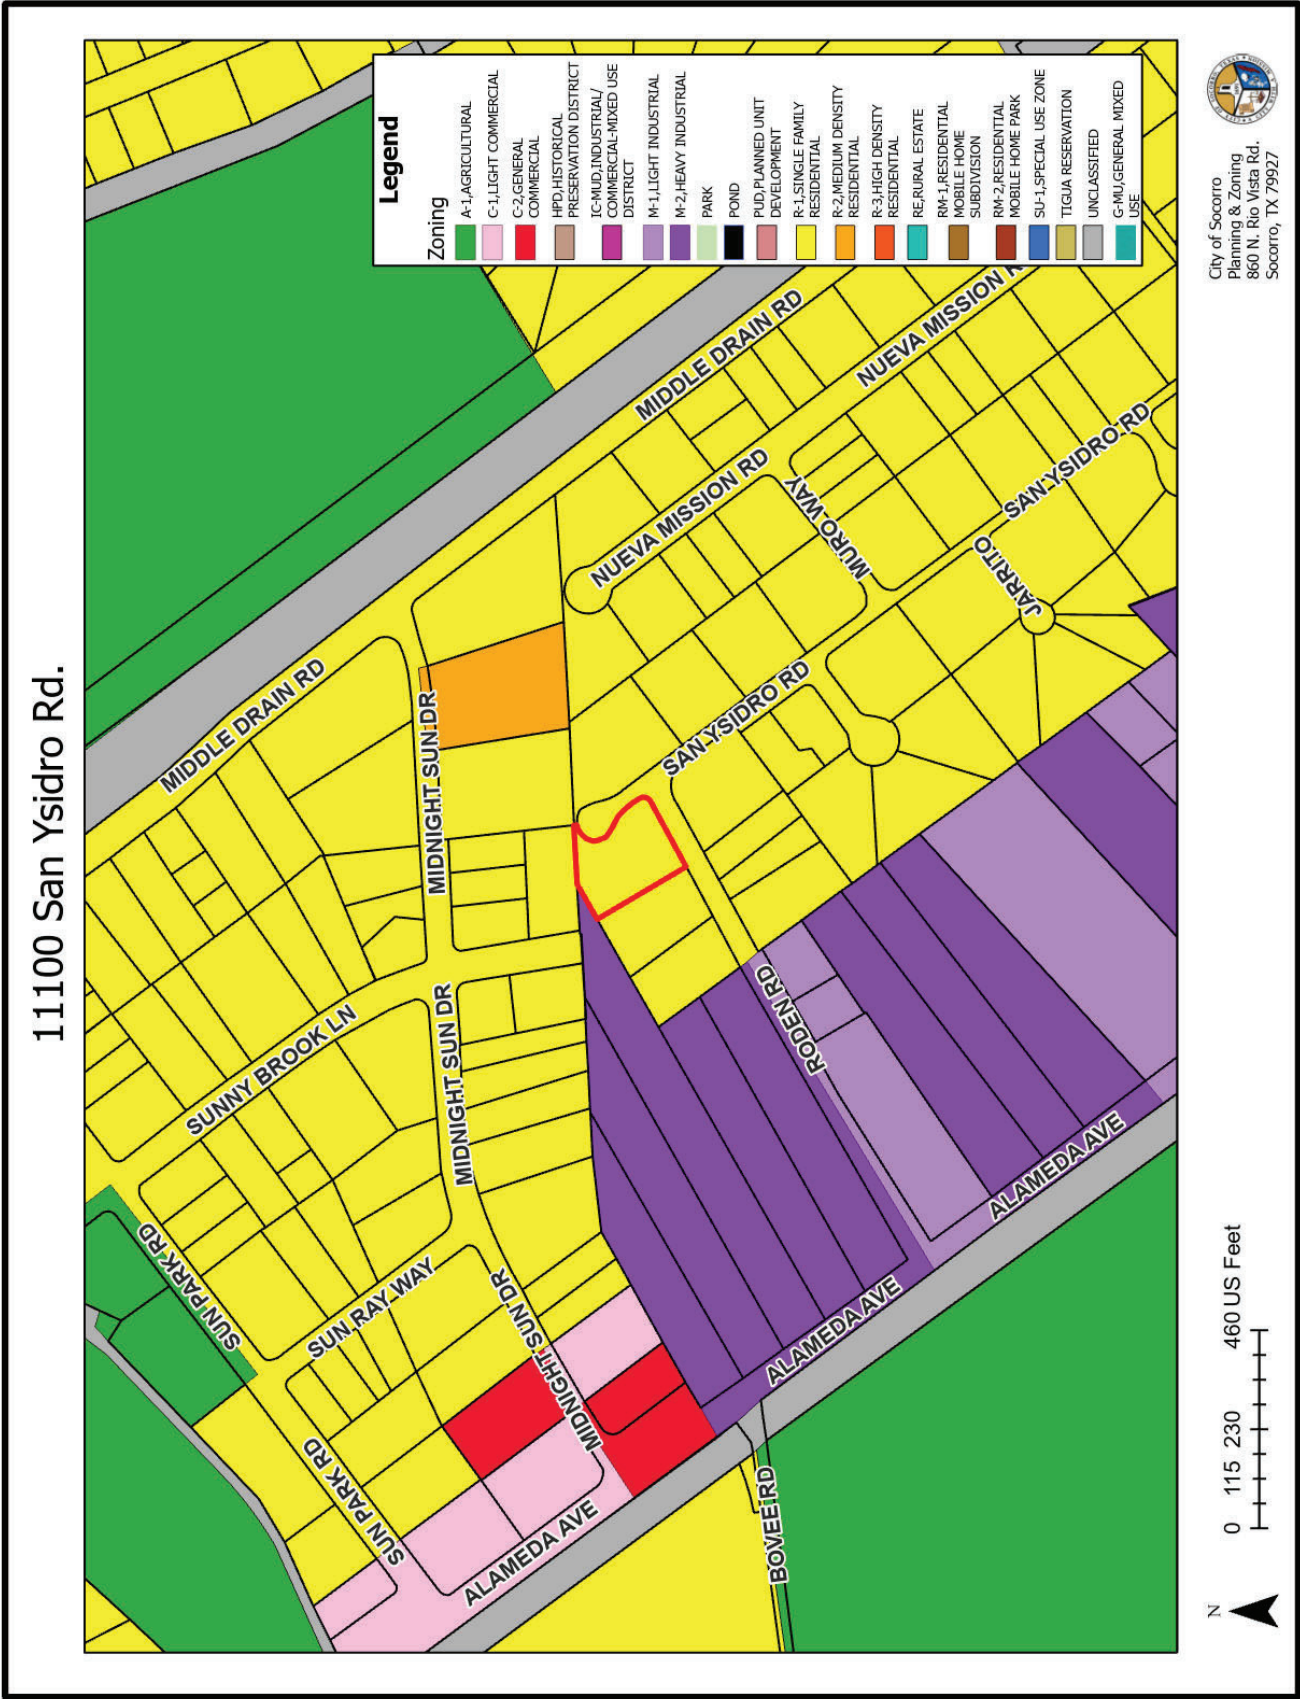 11100 San Ysidro Rd.
SUN PARK RD
SUNNY BROOK LN
MIDDLE DRAIN RD
SUN RAY WAY
SUN PARK RD
MIDNIGHT SUN DR
MIDNIGHT SUN DR
MIDNIGHT SUN DR
ALAMEDA AVE
MIDDLE DRAIN RD
NUEVA MISSION RD
NUEVA MISSION R
MURO WAY
SAN YSIDRO RD
SAN YSIDRO RD
JARRITO
RODEN RD
ALAMEDA AVE
ALAMEDA AVE
BOVEE RD
Legend
Zoning
A-1,AGRICULTURAL
C-1,LIGHT COMMERCIAL
C-2,GENERAL
COMMERCIAL
HPD,HISTORICAL
PRESERVATION DISTRICT
IC-MUD,INDUSTRIAL/
COMMERCIAL-MIXED USE
DISTRICT
M-1,LIGHT INDUSTRIAL
M-2,HEAVY INDUSTRIAL
PARK
POND
PUD,PLANNED UNIT
DEVELOPMENT
R-1,SINGLE FAMILY
RESIDENTIAL
R-2,MEDIUM DENSITY
RESIDENTIAL
R-3,HIGH DENSITY
RESIDENTIAL
RE,RURAL ESTATE
RM-1,RESIDENTIAL
MOBILE HOME
SUBDIVISION
RM-2,RESIDENTIAL
MOBILE HOME PARK
SU-1,SPECIAL USE ZONE
TIGUA RESERVATION
UNCLASSIFIED
G-MU,GENERAL MIXED
USE
N
0 115 230 460 US Feet
City of Socorro
Planning & Zoning
860 N. Rio Vista Rd.
Socorro, TX 79927